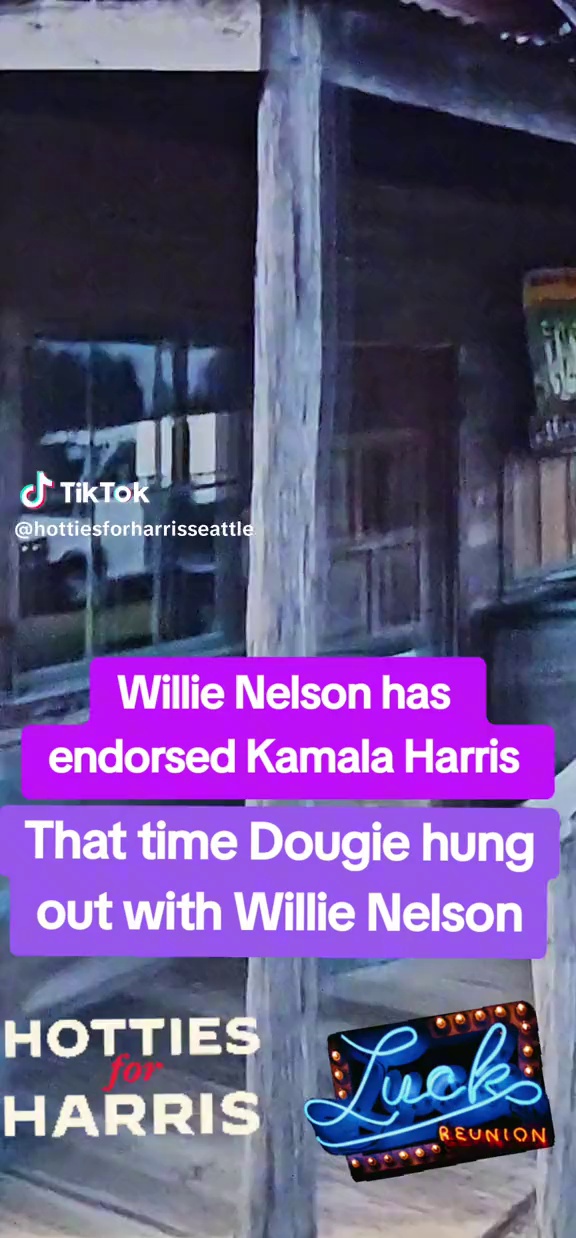 TikTok
@hottiesforharrisseattle
Willie Nelson has
endorsed Kamala Harris
That time Dougie hung
out with Willie Nelson
HOTTIES
for
HARRIS
Luck
REUNION